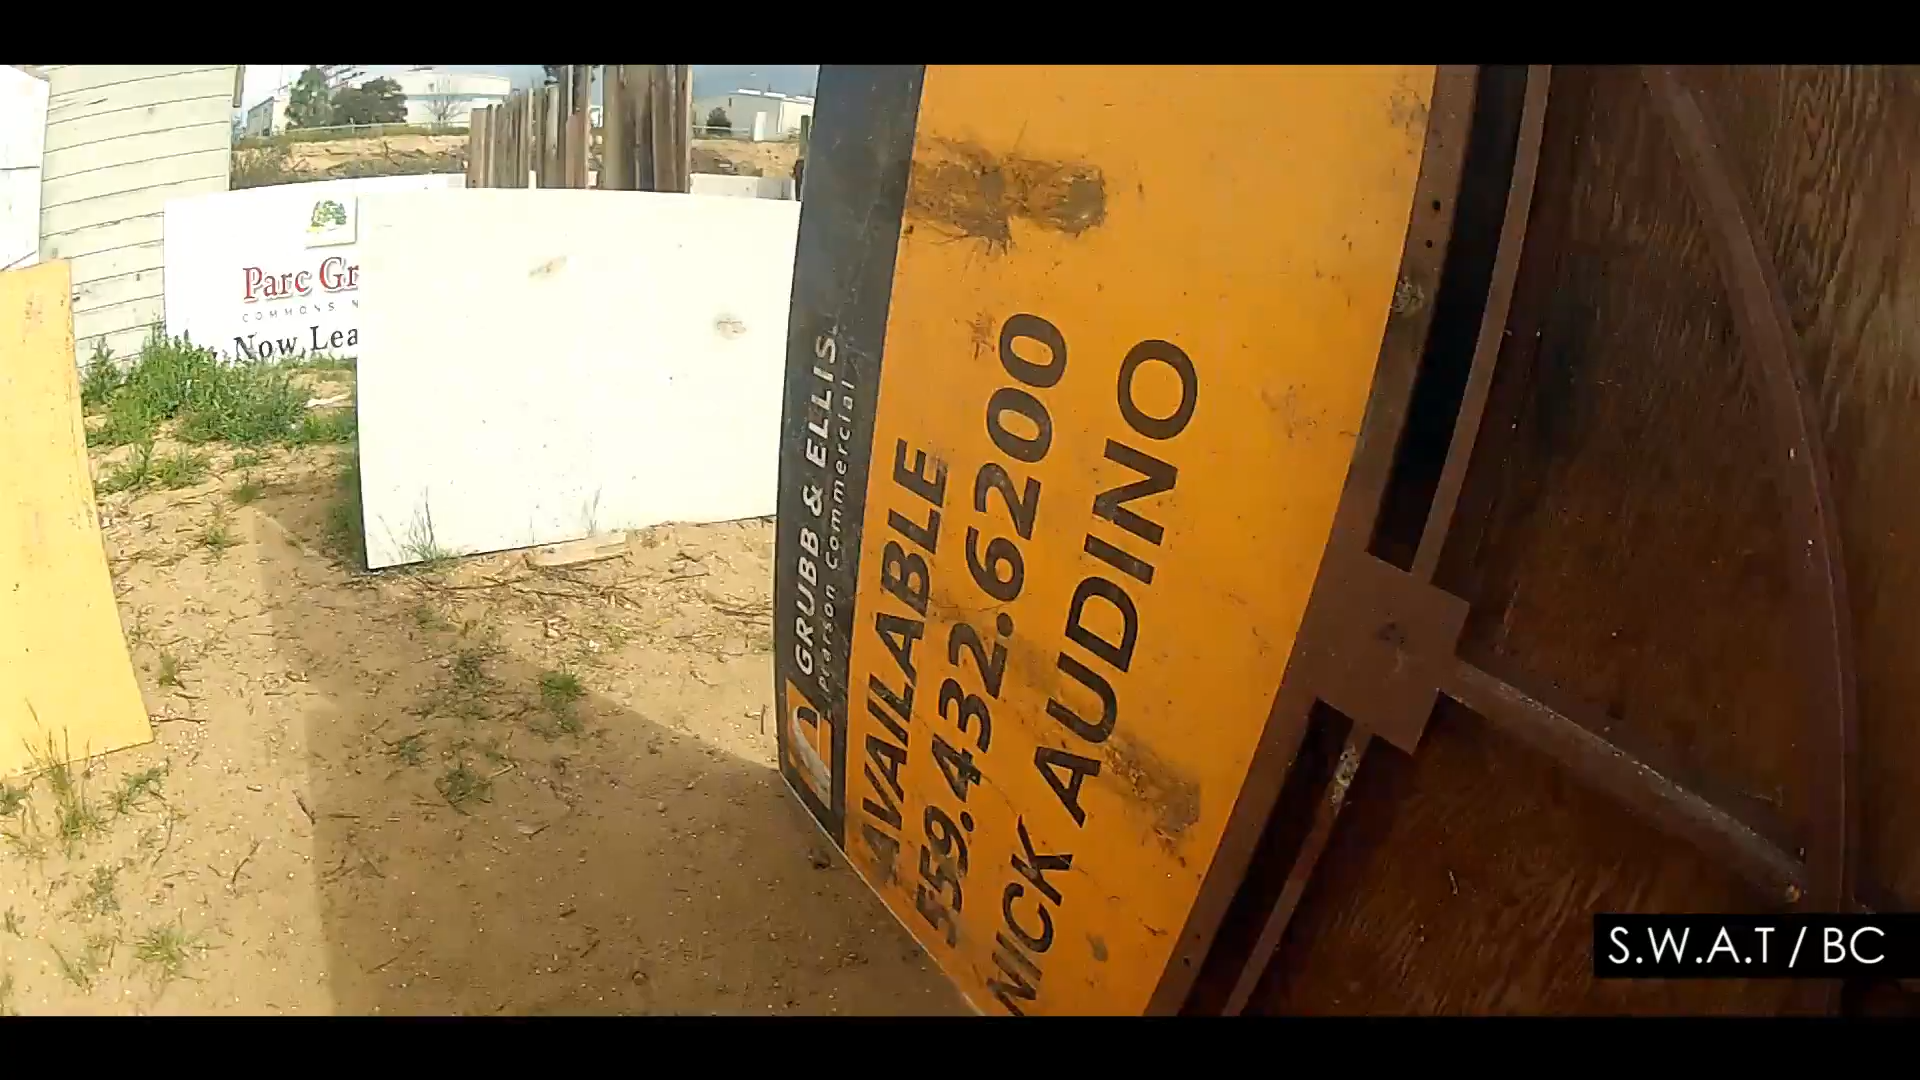 Parc Gr
COMMONS
Now Lea
GRUBB & ELLIS
Pearson Commercial
AVAILABLE
559.432.6200
NICK AUDINO
S.W.A.T / BC